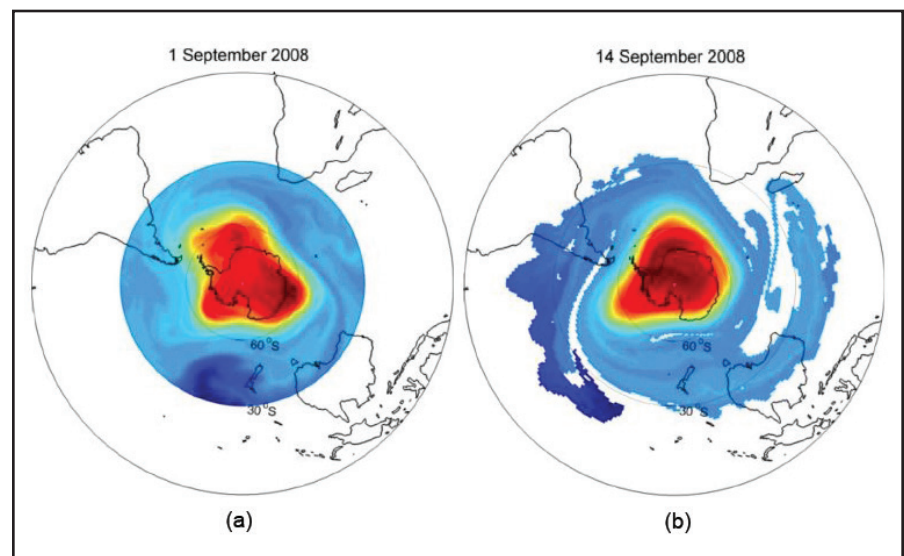 1 September 2008
14 September 2008
60 °S
30 °S
60 °S
30 °S
(a)
(b)